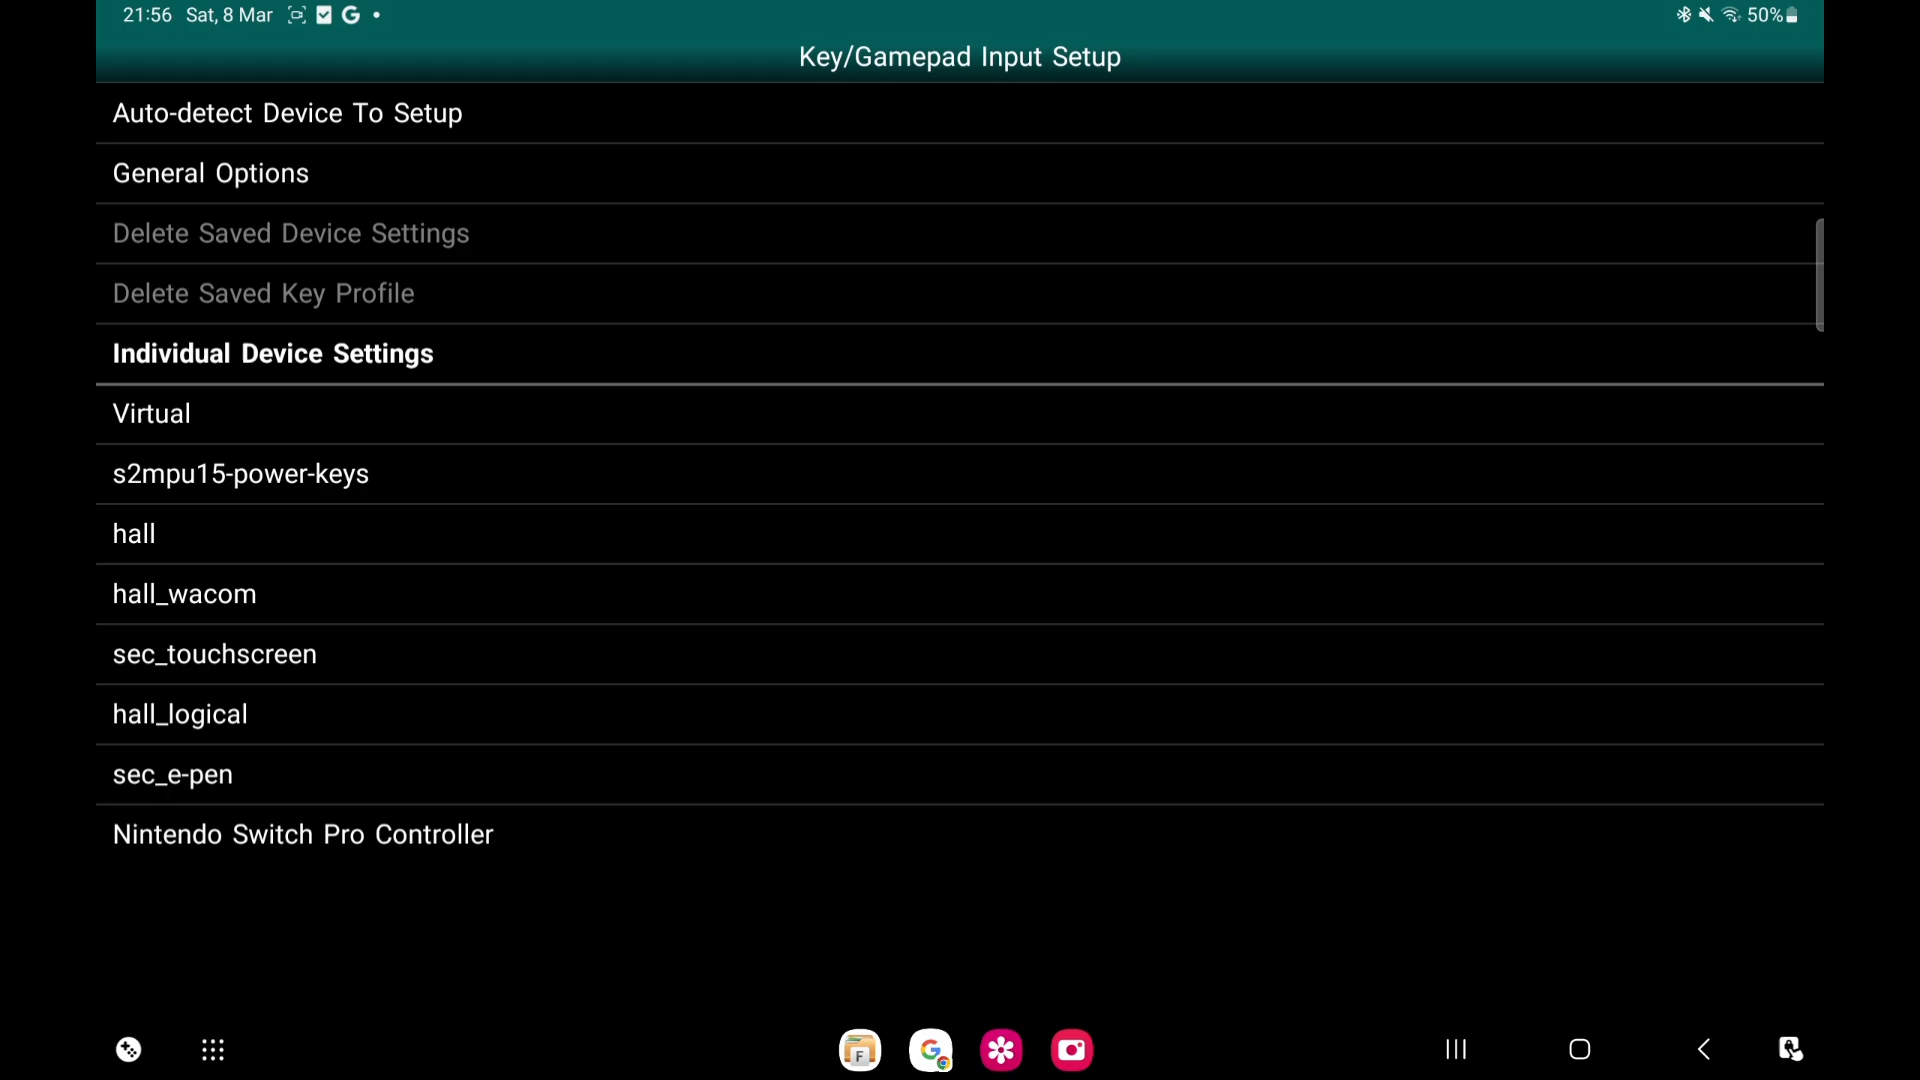 21:56 Sat, 8 Mar G 50%
Key/Gamepad Input Setup
Auto-detect Device To Setup
General Options
Delete Saved Device Settings
Delete Saved Key Profile
Individual Device Settings
Virtual
s2mpu15-power-keys
hall
hall_wacom
sec_touchscreen
hall_logical
sec_e-pen
Nintendo Switch Pro Controller
F G